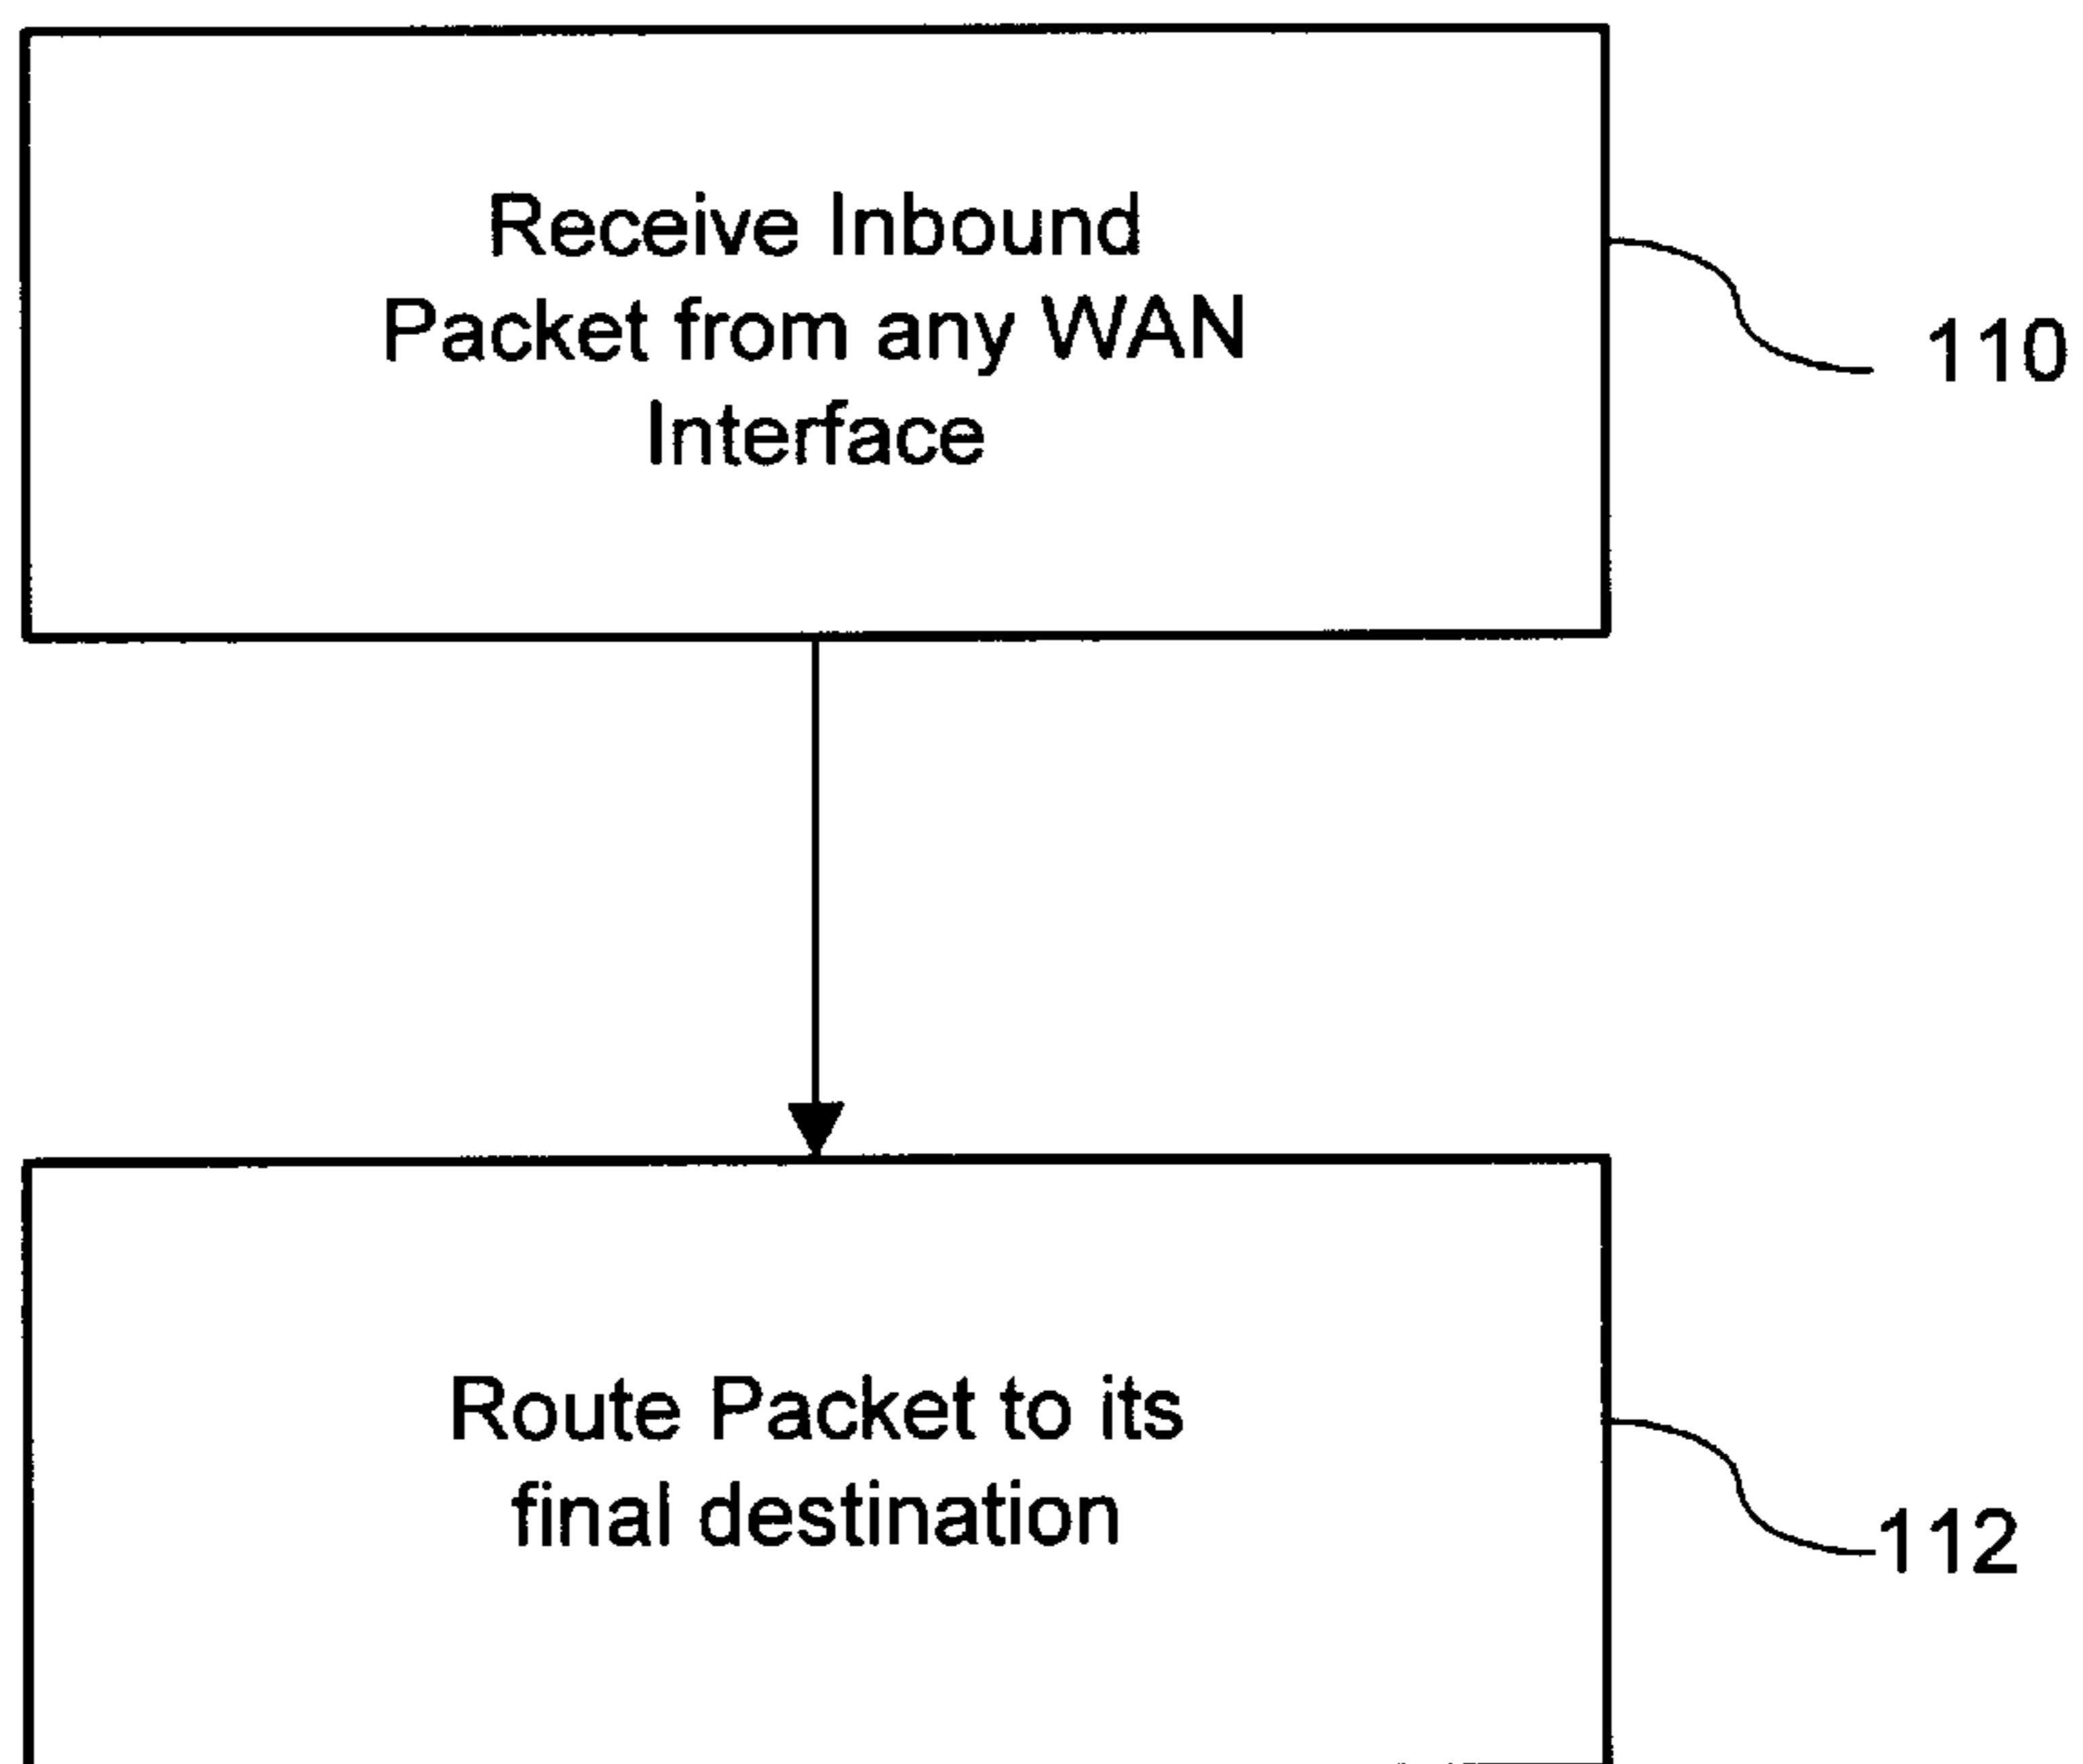 Receive Inbound
Packet from any WAN
Interface
110
Route Packet to its
final destination
112